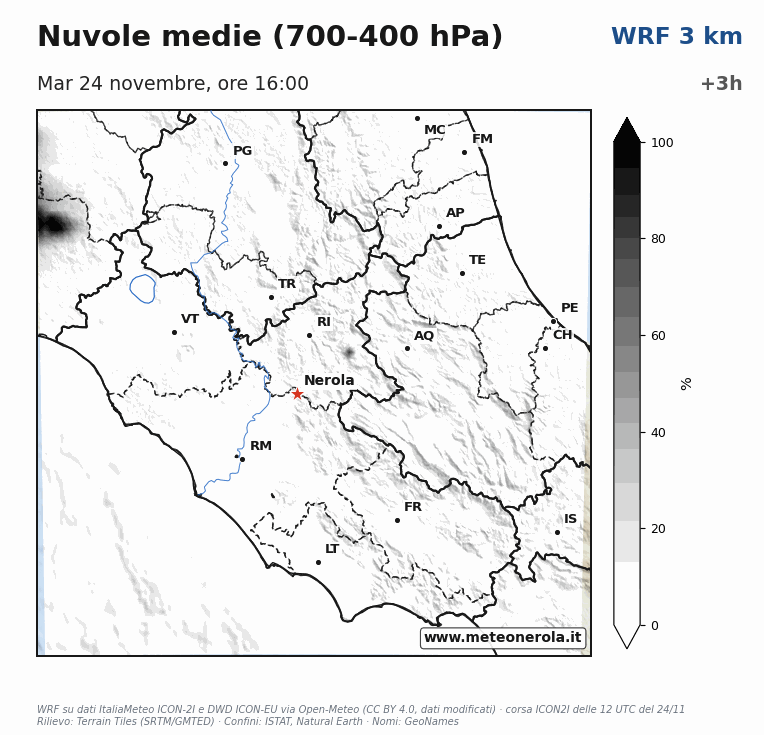 Nuvole medie (700-400 hPa)
WRF 3 km
Mar 24 novembre, ore 16:00
+3h
MC
FM
PG
AP
TE
TR
PE
VT
RI
AQ
CH
Nerola
RM
FR
IS
LT
www.meteonerola.it
100
80
60
40
20
0
%
WRF su dati ItaliaMeteo ICON-2I e DWD ICON-EU via Open-Meteo (CC BY 4.0, dati modificati) · corsa ICON2I delle 12 UTC del 24/11
Rilievo: Terrain Tiles (SRTM/GMTED) · Confini: ISTAT, Natural Earth · Nomi: GeoNames